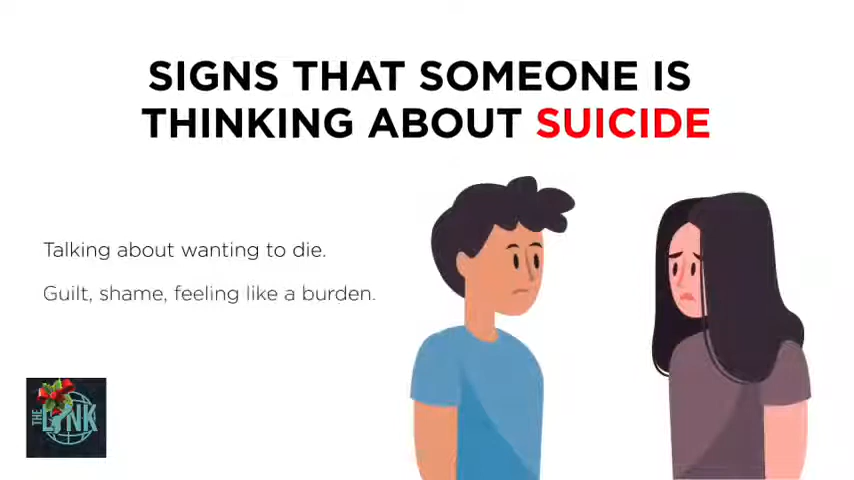 SIGNS THAT SOMEONE IS
THINKING ABOUT SUICIDE
Talking about wanting to die.
Guilt, shame, feeling like a burden.
THE
LINK